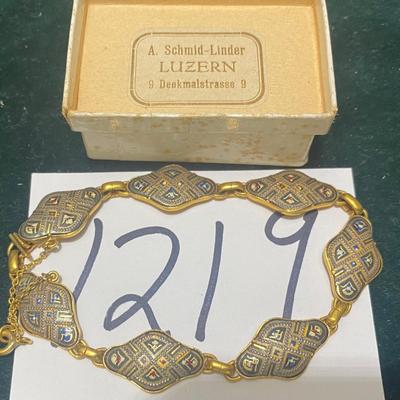 A. Schmid-Linder
LUZERN
9 Denkmalstrasse 9
1219